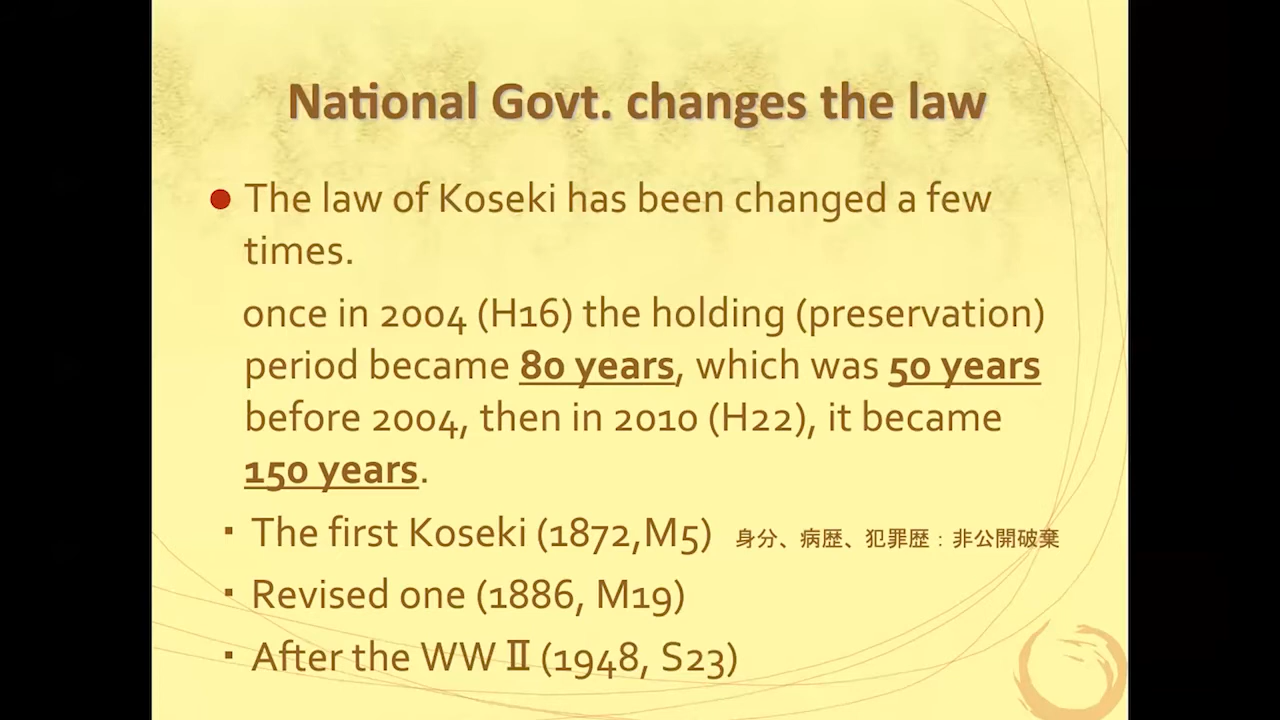 National Govt. changes the law
● The law of Koseki has been changed a few
times.
once in 2004 (H16) the holding (preservation)
period became 80 years, which was 50 years
before 2004, then in 2010 (H22), it became
150 years.
・The first Koseki (1872,M5) 身分、病歴、犯罪歴：非公開破棄
・Revised one (1886, M19)
・After the WWⅡ(1948, S23)